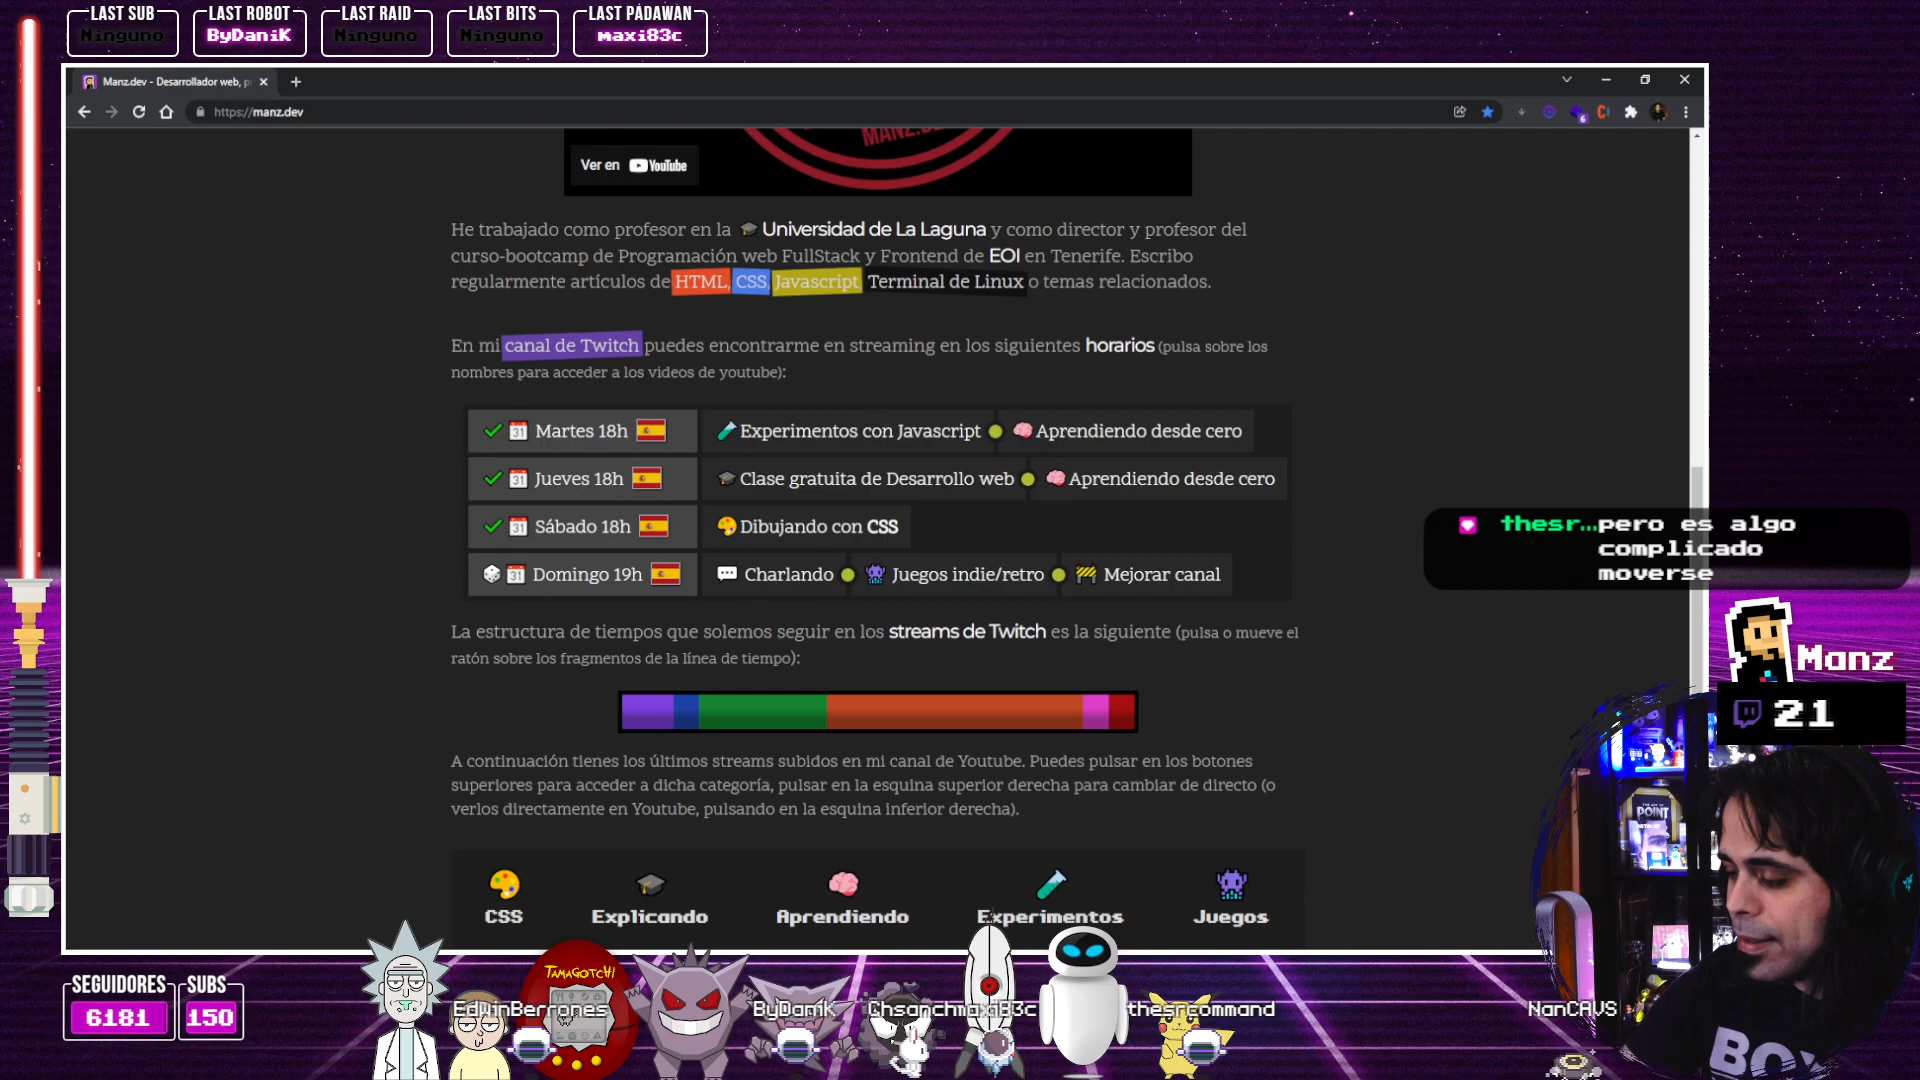 LAST SUB
Ninguno
LAST ROBOT
ByDaniK
LAST RAID
Ninguno
LAST BITS
Ninguno
LAST PADAWAN
maxi83c
Manz.dev - Desarrollador web, p
https://manz.dev
6
MANZ.
Ver en YouTube
He trabajado como profesor en la Universidad de La Laguna y como director y profesor del
curso-bootcamp de Programación web FullStack y Frontend de EOI en Tenerife. Escribo
regularmente artículos de HTML, CSS, Javascript, Terminal de Linux o temas relacionados.
En mi canal de Twitch puedes encontrarme en streaming en los siguientes horarios (pulsa sobre los
nombres para acceder a los videos de youtube):
31 Martes 18h Experimentos con Javascript Aprendiendo desde cero
31 Jueves 18h Clase gratuita de Desarrollo web Aprendiendo desde cero
31 Sábado 18h Dibujando con CSS
31 Domingo 19h Charlando Juegos indie/retro Mejorar canal
La estructura de tiempos que solemos seguir en los streams de Twitch es la siguiente (pulsa o mueve el
ratón sobre los fragmentos de la línea de tiempo):
A continuación tienes los últimos streams subidos en mi canal de Youtube. Puedes pulsar en los botones
superiores para acceder a dicha categoría, pulsar en la esquina superior derecha para cambiar de directo (o
verlos directamente en Youtube, pulsando en la esquina inferior derecha).
CSS
Explicando
Aprendiendo
Experimentos
Juegos
thesr...pero es algo
complicado
moverse
Manz
21
POINT
SEGUIDORES
6181
SUBS
150
TAMAGOTCHI
EdwinBerrones
ByDaniK
Chsanchmaxi83c
thesrcommand
NanCAVS
BO